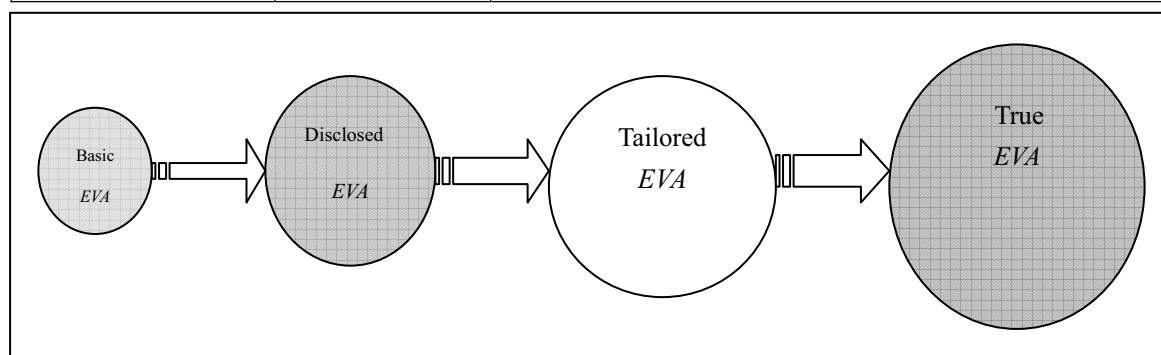 Basic
EVA
Disclosed
EVA
Tailored
EVA
True
EVA